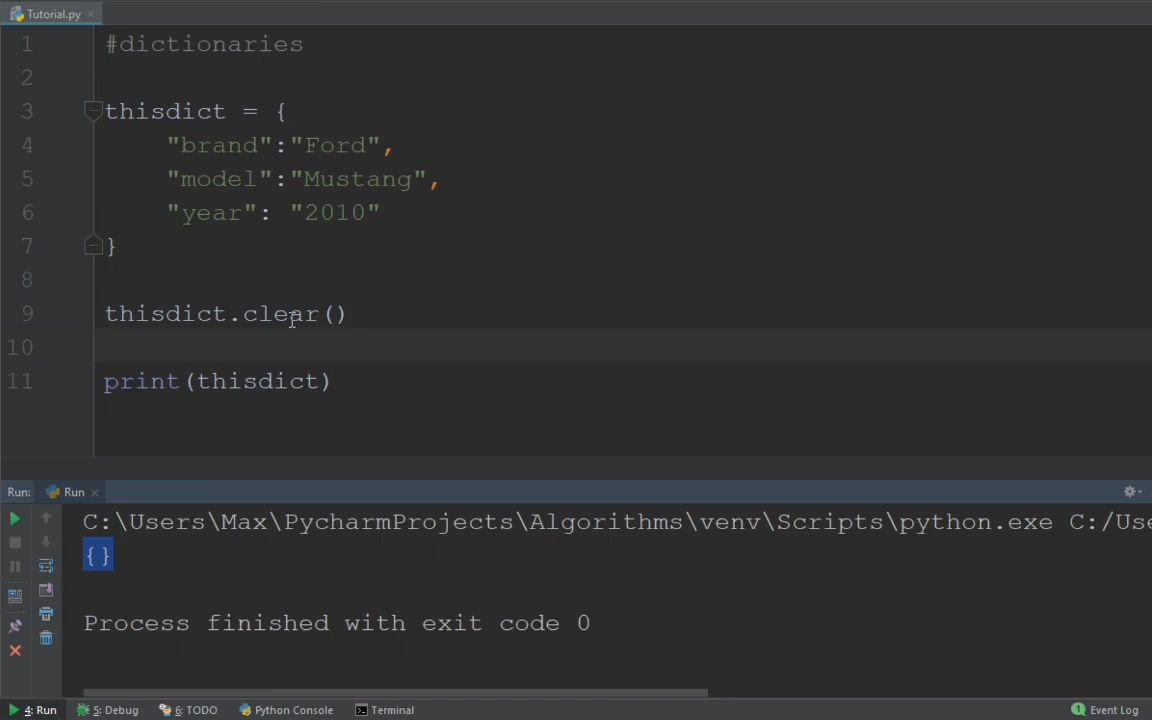 Tutorial.py
1 #dictionaries
2
3 thisdict = {
4 "brand":"Ford",
5 "model":"Mustang",
6 "year": "2010"
7 }
8
9 thisdict.clear()
10
11 print(thisdict)
Run: Run
C:\Users\Max\PycharmProjects\Algorithms\venv\Scripts\python.exe C:/Use
{}
Process finished with exit code 0
4: Run 5: Debug 6: TODO Python Console Terminal 1 Event Log